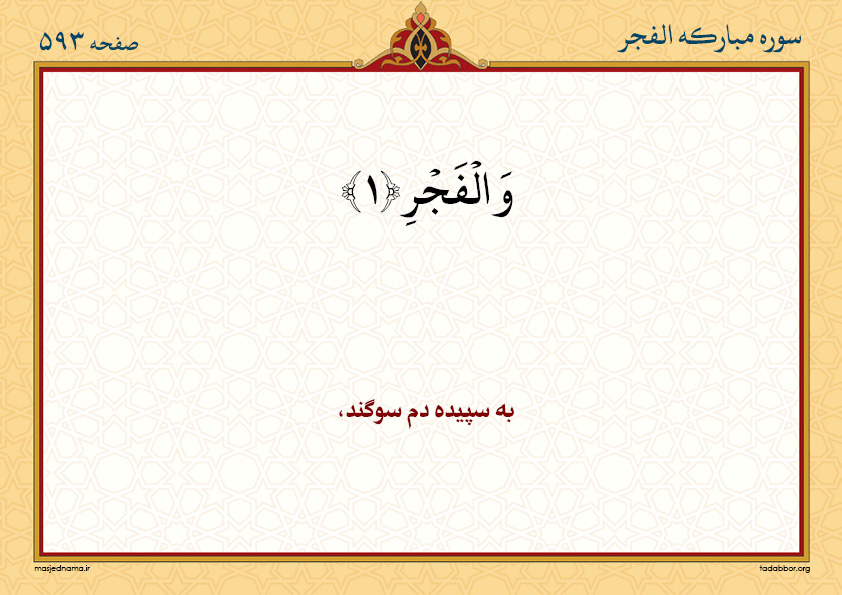 سوره مبارکه الفجر
صفحه ۵۹۳
وَالْفَجْرِ ﴿۱﴾
به سپیده دم سوگند،
masjednama.ir
tadabbor.org